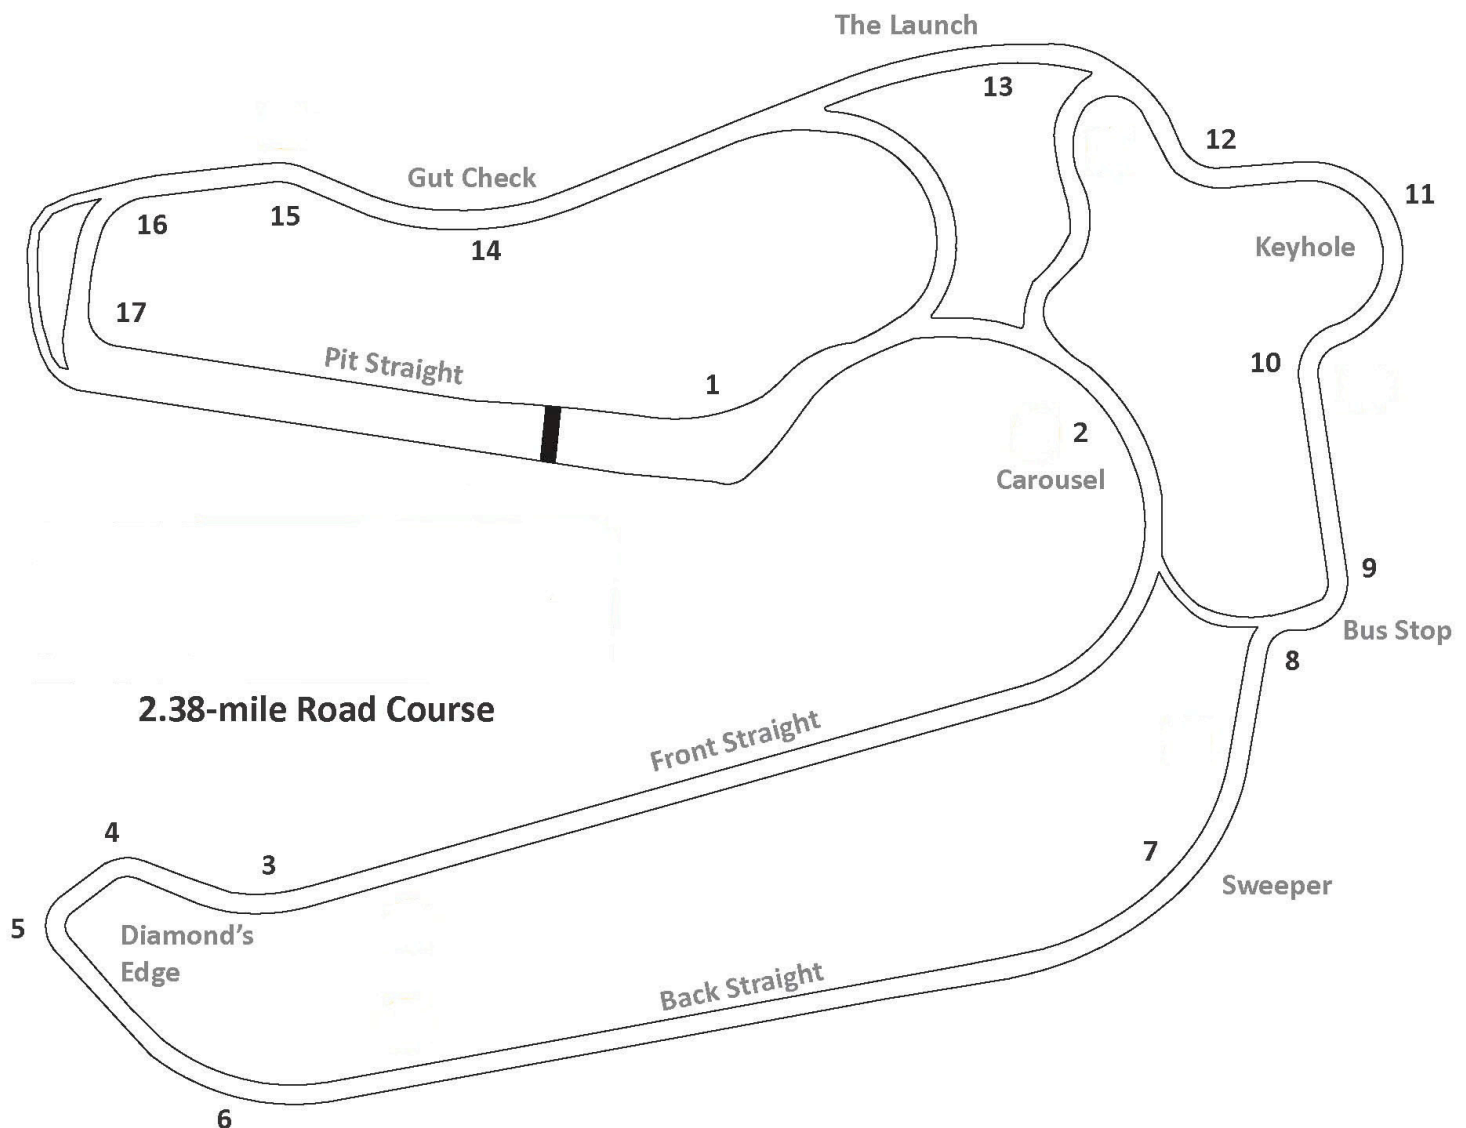 The Launch
13
12
Gut Check
11
16
15
14
Keyhole
17
Pit Straight
1
10
2
Carousel
9
Bus Stop
8
2.38-mile Road Course
Front Straight
4
3
7
Sweeper
5
Diamond's
Edge
Back Straight
6